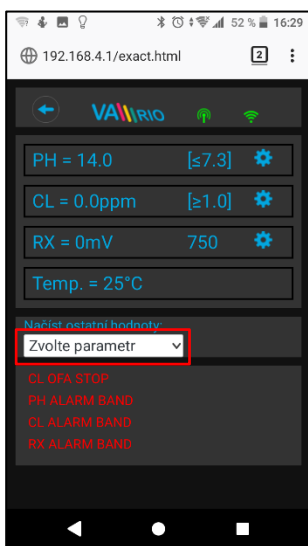 52 % 16:29
192.168.4.1/exact.html 2
VA RIO
PH = 14.0 [≤7.3]
CL = 0.0ppm [≥1.0]
RX = 0mV 750
Temp. = 25°C
Načíst ostatní hodnoty:
Zvolte parametr
CL OFA STOP
PH ALARM BAND
CL ALARM BAND
RX ALARM BAND